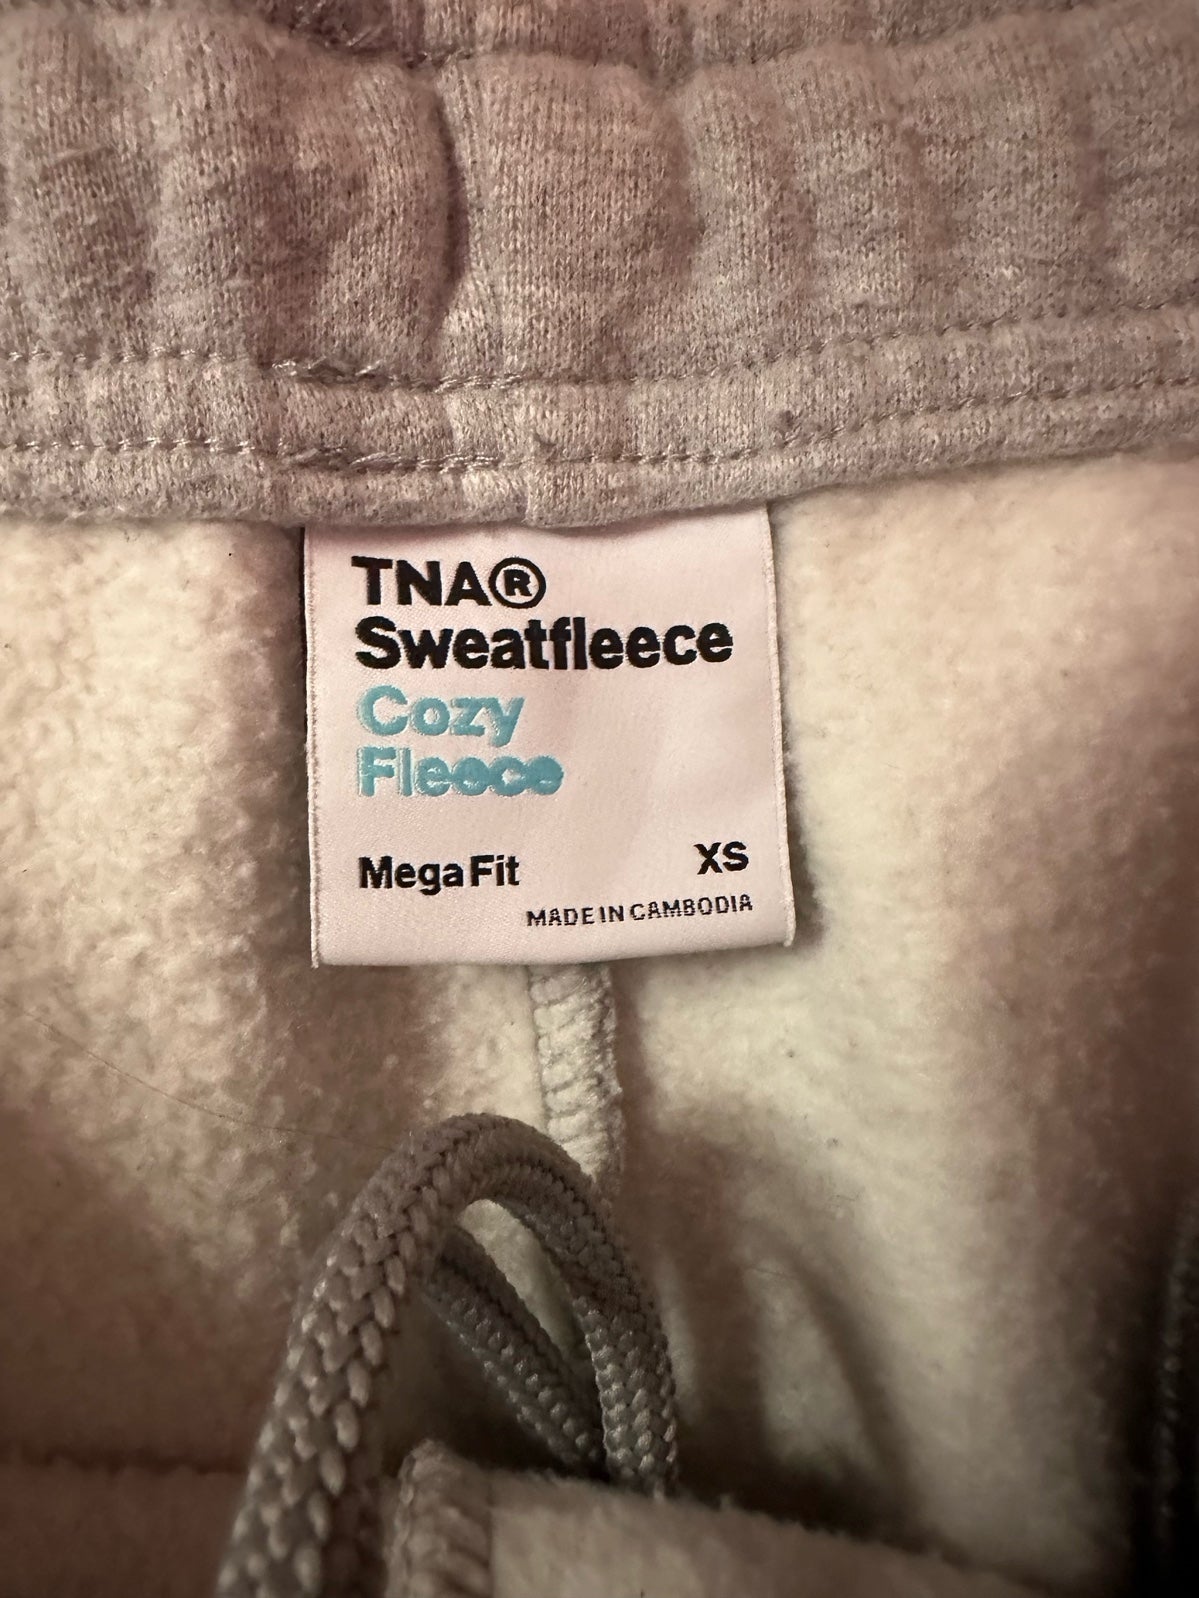 TNA®
Sweatfleece
Cozy
Fleece
Mega Fit XS
MADE IN CAMBODIA